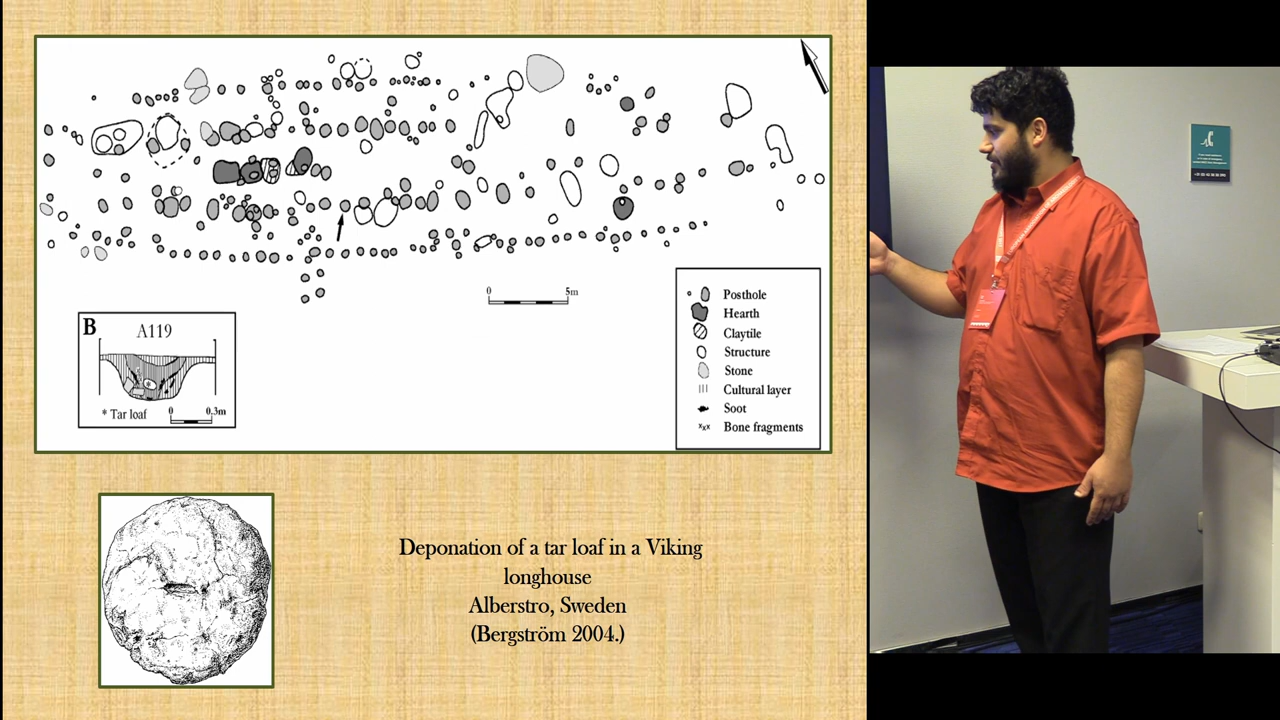 5m
0
Posthole
Hearth
Claytile
Structure
Stone
Cultural layer
Soot
xxx Bone fragments
B A119
* Tar loaf 0 0.3m
Deponation of a tar loaf in a Viking
longhouse
Alberstro, Sweden
(Bergström 2004.)